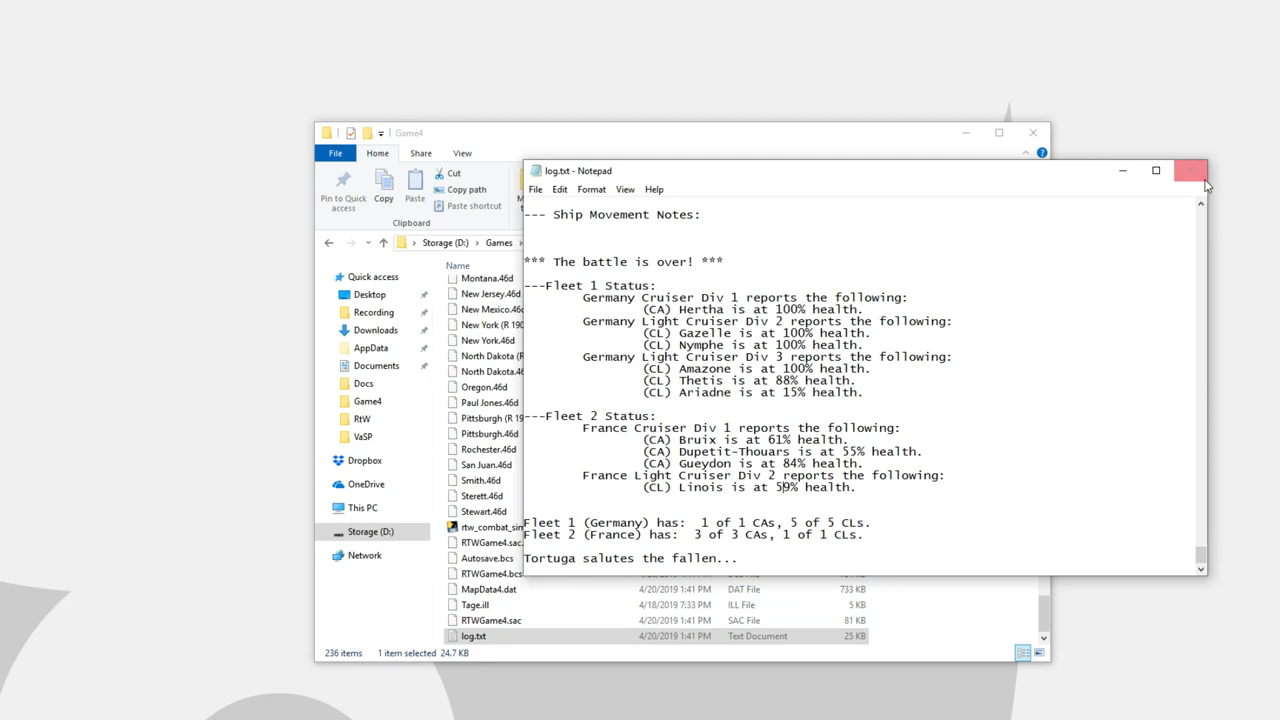 Game4
File Home Share View
Pin to Quick access
Copy
Paste
Cut
Copy path
Paste shortcut
Clipboard
Storage (D:) Games
Quick access
Desktop
Recording
Downloads
AppData
Documents
Docs
Game4
RtW
VaSP
Dropbox
OneDrive
This PC
Storage (D:)
Network
Name
Montana.46d
New Jersey.46d
New Mexico.46d
New York (R 190
New York.46d
North Dakota (R
North Dakota.46
Oregon.46d
Paul Jones.46d
Pittsburgh (R 19
Pittsburgh.46d
Rochester.46d
San Juan.46d
Smith.46d
Sterett.46d
Stewart.46d
rtw_combat_sim
RTWGame4.sac.
Autosave.bcs
RTWGame4.bcs
MapData4.dat 4/20/2019 1:41 PM DAT File 733 KB
Tage.ill 4/18/2019 7:33 PM ILL File 5 KB
RTWGame4.sac 4/20/2019 1:41 PM SAC File 81 KB
log.txt 4/20/2019 1:41 PM Text Document 25 KB
236 items 1 item selected 24.7 KB
log.txt - Notepad
File Edit Format View Help
--- Ship Movement Notes:
*** The battle is over! ***
---Fleet 1 Status:
Germany Cruiser Div 1 reports the following:
(CA) Hertha is at 100% health.
Germany Light Cruiser Div 2 reports the following:
(CL) Gazelle is at 100% health.
(CL) Nymphe is at 100% health.
Germany Light Cruiser Div 3 reports the following:
(CL) Amazone is at 100% health.
(CL) Thetis is at 88% health.
(CL) Ariadne is at 15% health.
---Fleet 2 Status:
France Cruiser Div 1 reports the following:
(CA) Bruix is at 61% health.
(CA) Dupetit-Thouars is at 55% health.
(CA) Gueydon is at 84% health.
France Light Cruiser Div 2 reports the following:
(CL) Linois is at 59% health.
Fleet 1 (Germany) has: 1 of 1 CAs, 5 of 5 CLs.
Fleet 2 (France) has: 3 of 3 CAs, 1 of 1 CLs.
Tortuga salutes the fallen...